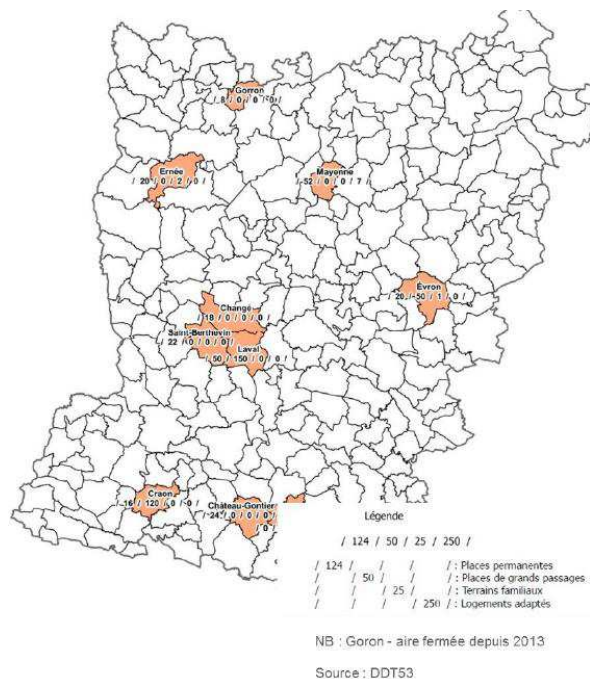 Gorron
/ 8 / 0 / 0 / 0 /
Ernée
/ 20 / 0 / 2 / 0 /
Mayenne
/ 52 / 0 / 0 / 7 /
Évron
/ 20 / 50 / 1 / 0 /
Changé
/ 18 / 0 / 0 / 0 /
Saint-Berthevin
/ 22 / 0 / 0 / 0 /
Laval
/ 50 / 150 / 0 / 0 /
Craon
/ 16 / 120 / 0 / 0 /
Château-Gontier
/ 24 / 0 / 0 / 0
/ 0
Légende
/ 124 / 50 / 25 / 250 /
/ 124 / / / / : Places permanentes
/ / 50 / / / : Places de grands passages
/ / / 25 / / : Terrains familiaux
/ / / / 250 / : Logements adaptés
NB : Goron - aire fermée depuis 2013
Source : DDT53